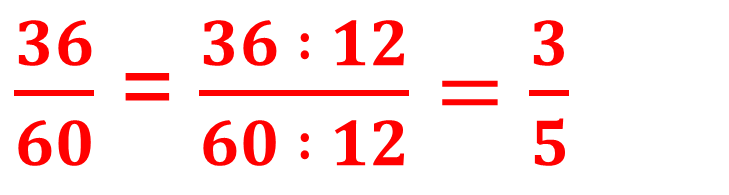 36/60 = (36 : 12)/(60 : 12) = 3/5